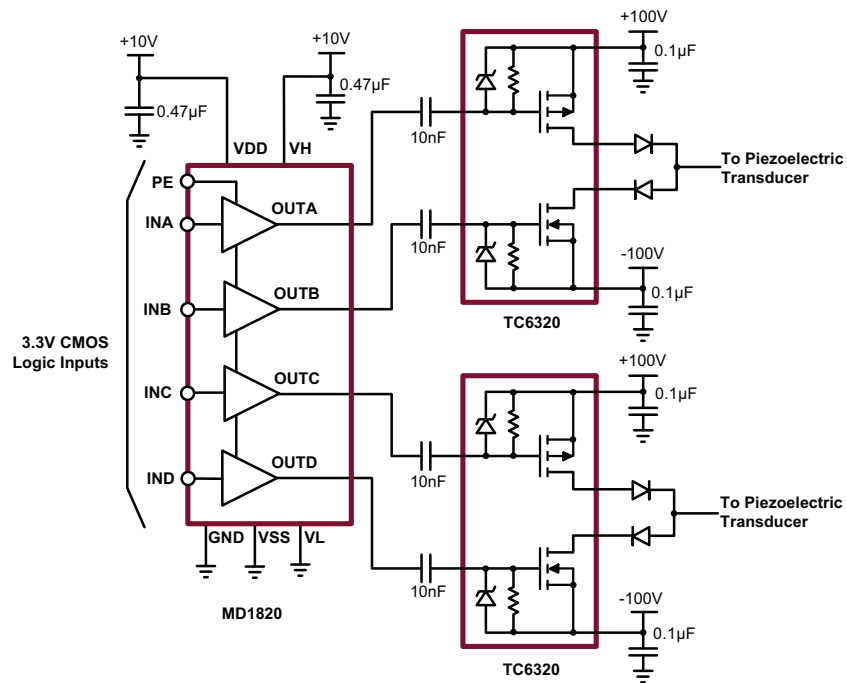 +10V
+10V
0.47µF
0.47µF
VDD
VH
PE
INA
INB
INC
IND
OUTA
OUTB
OUTC
OUTD
3.3V CMOS
Logic Inputs
GND
VSS
VL
MD1820
10nF
10nF
+100V
0.1µF
To Piezoelectric
Transducer
-100V
0.1µF
TC6320
10nF
10nF
+100V
0.1µF
To Piezoelectric
Transducer
-100V
0.1µF
TC6320